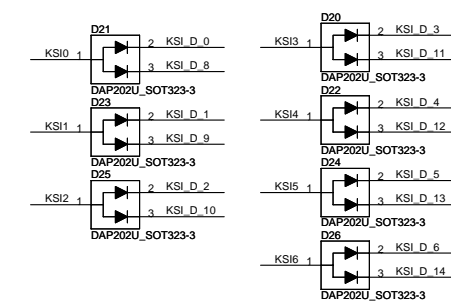 D21
2 KSI_D_0
KSI0 1
3 KSI_D_8
DAP202U_SOT323-3
D23
2 KSI_D_1
KSI1 1
3 KSI_D_9
DAP202U_SOT323-3
D25
2 KSI_D_2
KSI2 1
3 KSI_D_10
DAP202U_SOT323-3
D20
2 KSI_D_3
KSI3 1
3 KSI_D_11
DAP202U_SOT323-3
D22
2 KSI_D_4
KSI4 1
3 KSI_D_12
DAP202U_SOT323-3
D24
2 KSI_D_5
KSI5 1
3 KSI_D_13
DAP202U_SOT323-3
D26
2 KSI_D_6
KSI6 1
3 KSI_D_14
DAP202U_SOT323-3